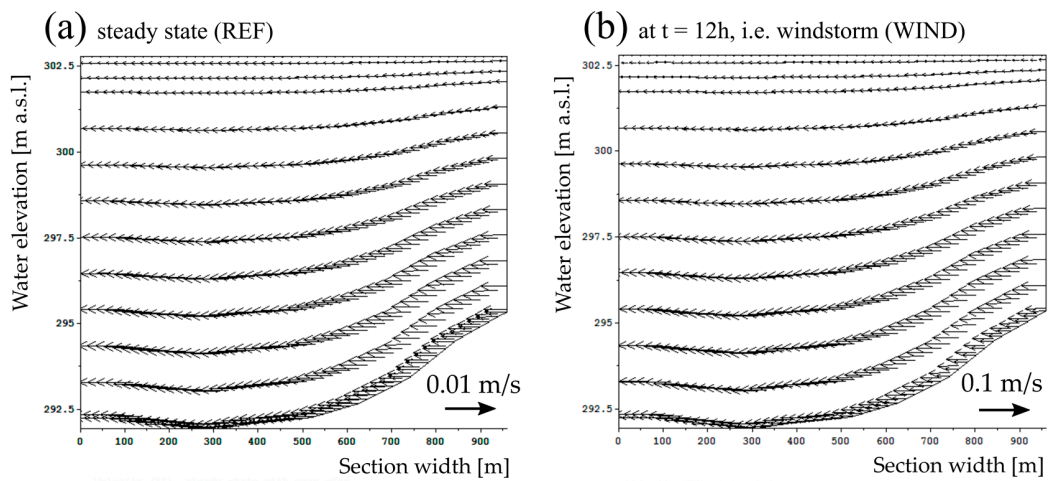 (a) steady state (REF)
302.5
300
297.5
295
292.5
Water elevation [m a.s.l.]
0.01 m/s
0 100 200 300 400 500 600 700 800 900
Section width [m]
(b) at t = 12h, i.e. windstorm (WIND)
302.5
300
297.5
295
292.5
Water elevation [m a.s.l.]
0.1 m/s
0 100 200 300 400 500 600 700 800 900
Section width [m]